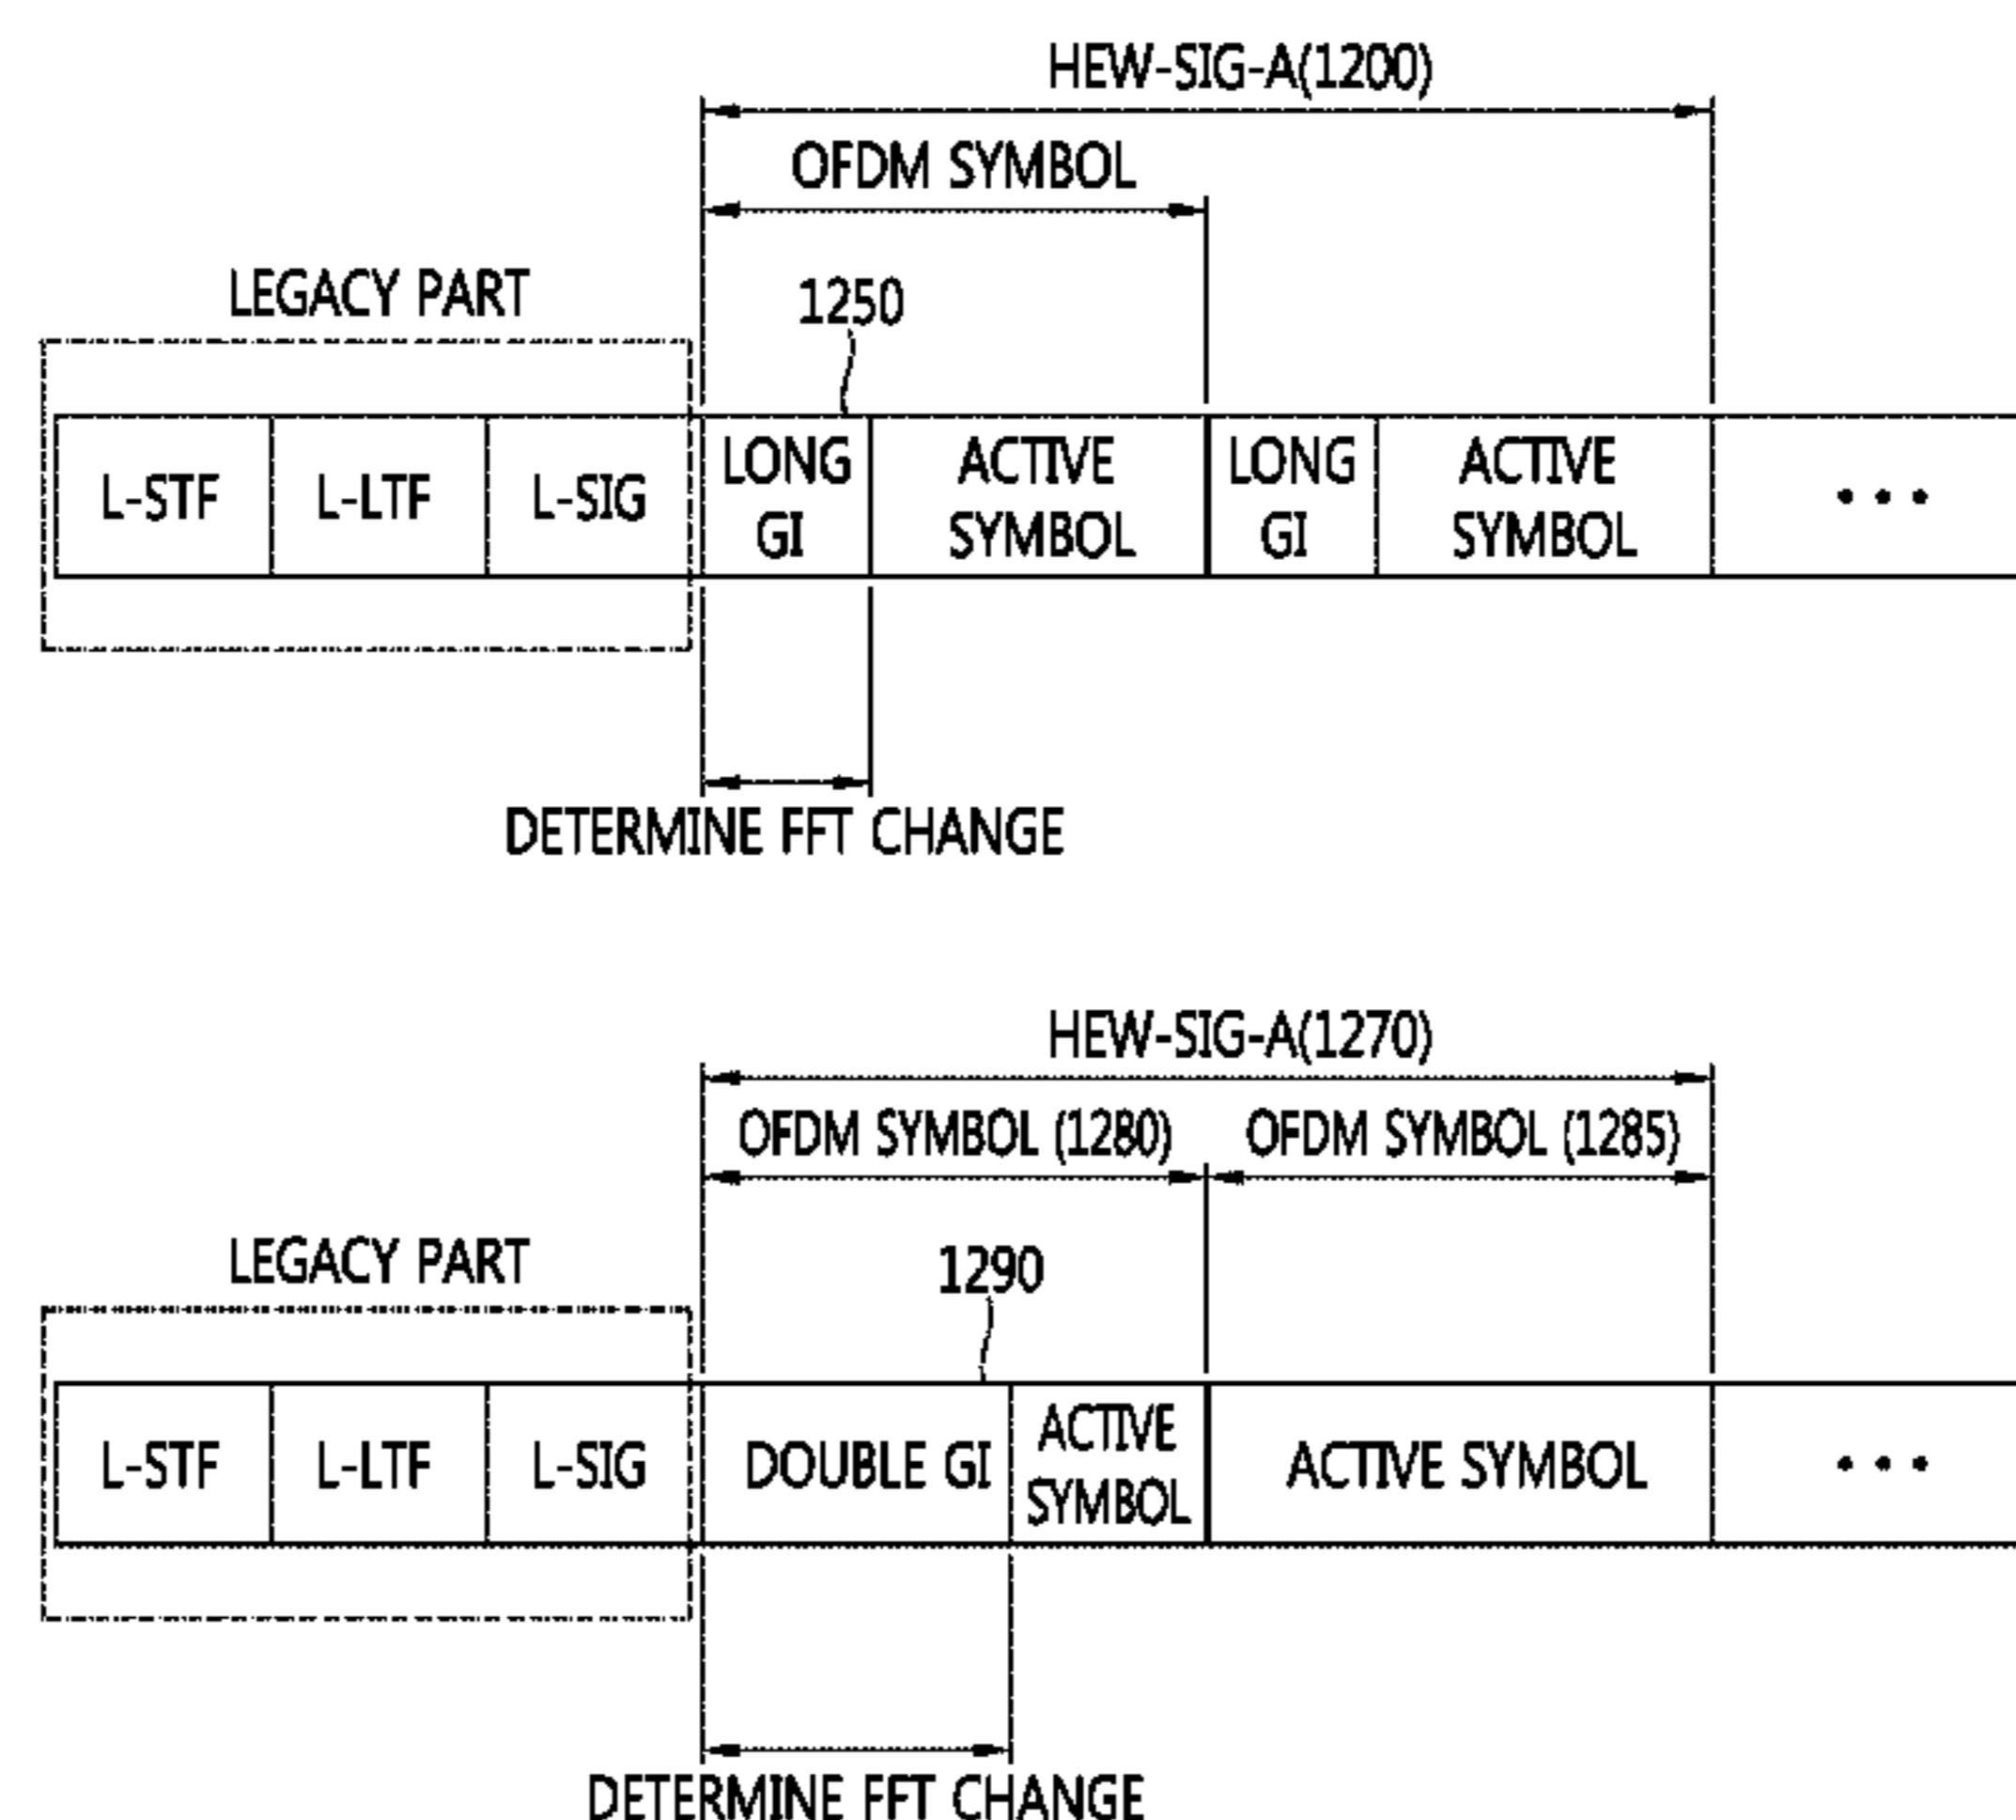 HEW-SIG-A(1200)
OFDM SYMBOL
LEGACY PART
1250
L-STF
L-LTF
L-SIG
LONG
GI
ACTIVE
SYMBOL
LONG
GI
ACTIVE
SYMBOL
• • •
DETERMINE FFT CHANGE
HEW-SIG-A(1270)
OFDM SYMBOL (1280)
OFDM SYMBOL (1285)
LEGACY PART
1290
L-STF
L-LTF
L-SIG
DOUBLE GI
ACTIVE
SYMBOL
ACTIVE SYMBOL
• • •
DETERMINE FFT CHANGE